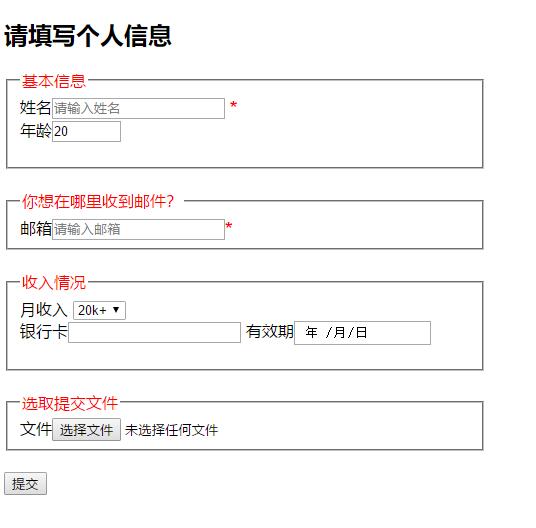 请填写个人信息
基本信息
姓名 请输入姓名 *
年龄 20
你想在哪里收到邮件？
邮箱 请输入邮箱 *
收入情况
月收入 20k+
银行卡 有效期 年 /月/日
选取提交文件
文件 选择文件 未选择任何文件
提交